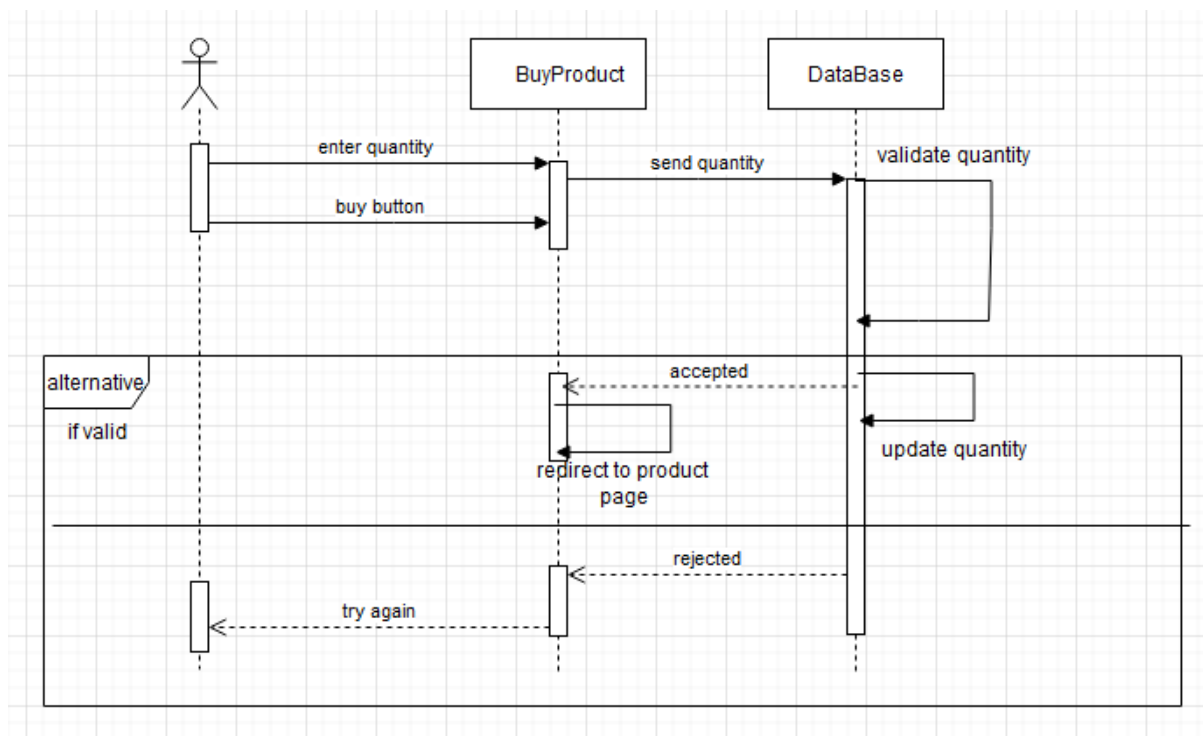 BuyProduct
DataBase
enter quantity
send quantity
validate quantity
buy button
alternative
accepted
if valid
update quantity
redirect to product
page
rejected
try again